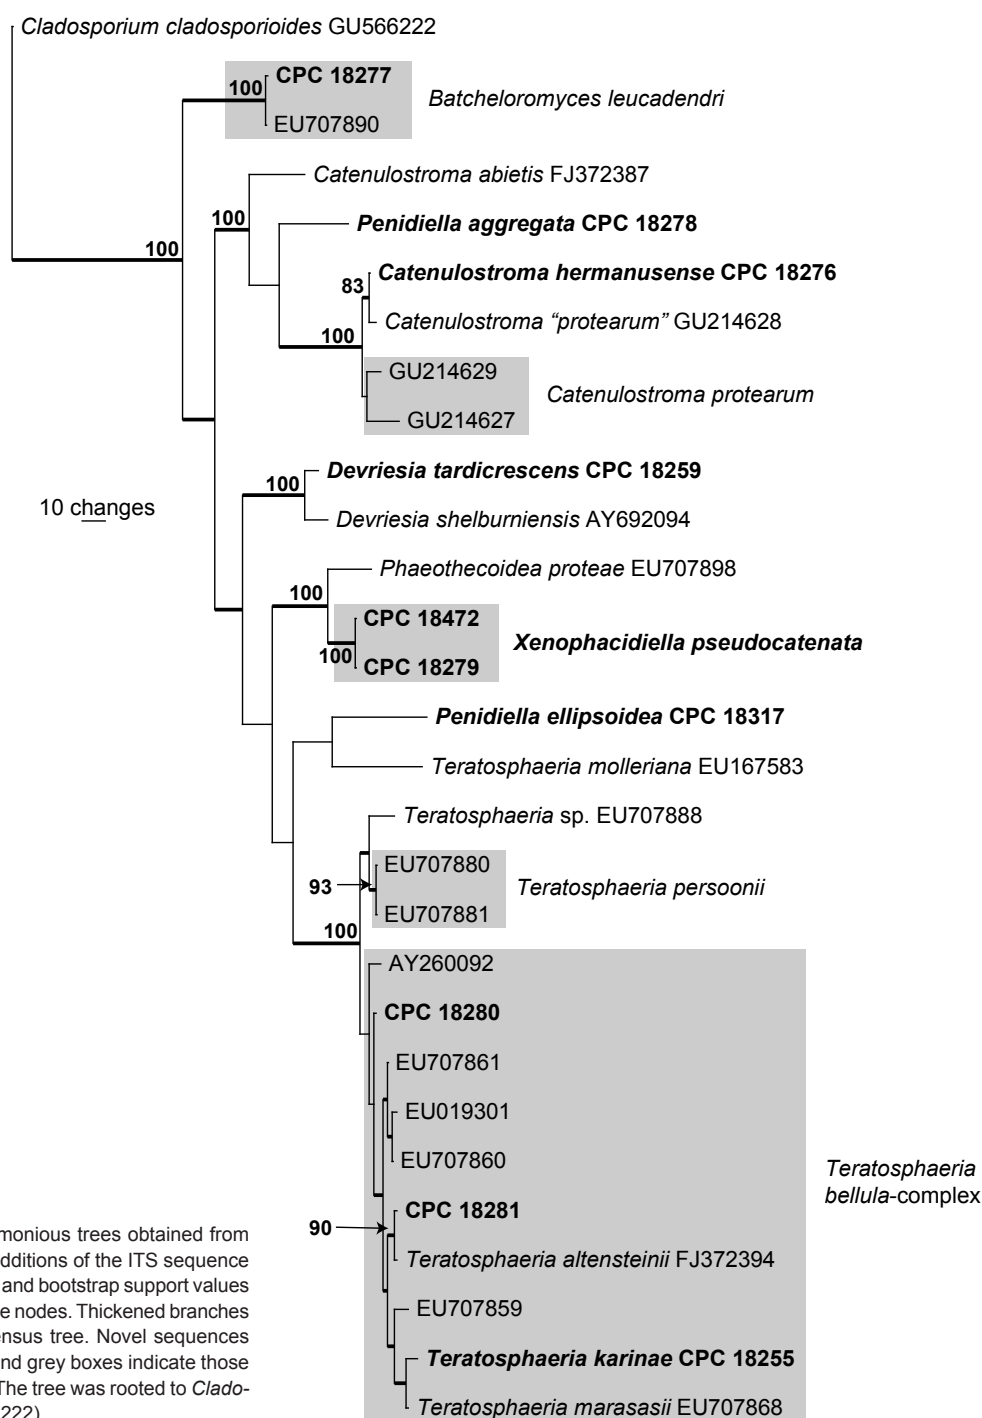 Cladosporium cladosporioides GU566222
CPC 18277
100
Batcheloromyces leucadendri
EU707890
Catenulostroma abietis FJ372387
100
Penidiella aggregata CPC 18278
100
Catenulostroma hermanusense CPC 18276
83
Catenulostroma “protearum” GU214628
100
GU214629
Catenulostroma protearum
GU214627
Devriesia tardicrescens CPC 18259
100
10 changes
Devriesia shelburniensis AY692094
Phaeothecoidea proteae EU707898
100
CPC 18472
Xenophacidiella pseudocatenata
100
CPC 18279
Penidiella ellipsoidea CPC 18317
Teratosphaeria molleriana EU167583
Teratosphaeria sp. EU707888
EU707880
93
Teratosphaeria persoonii
EU707881
100
AY260092
CPC 18280
EU707861
EU019301
EU707860
Teratosphaeria
bellula-complex
CPC 18281
90
Teratosphaeria altensteinii FJ372394
EU707859
Teratosphaeria karinae CPC 18255
Teratosphaeria marasasii EU707868
monious trees obtained from
dditions of the ITS sequence
and bootstrap support values
e nodes. Thickened branches
ensus tree. Novel sequences
nd grey boxes indicate those
The tree was rooted to Clado-
222)